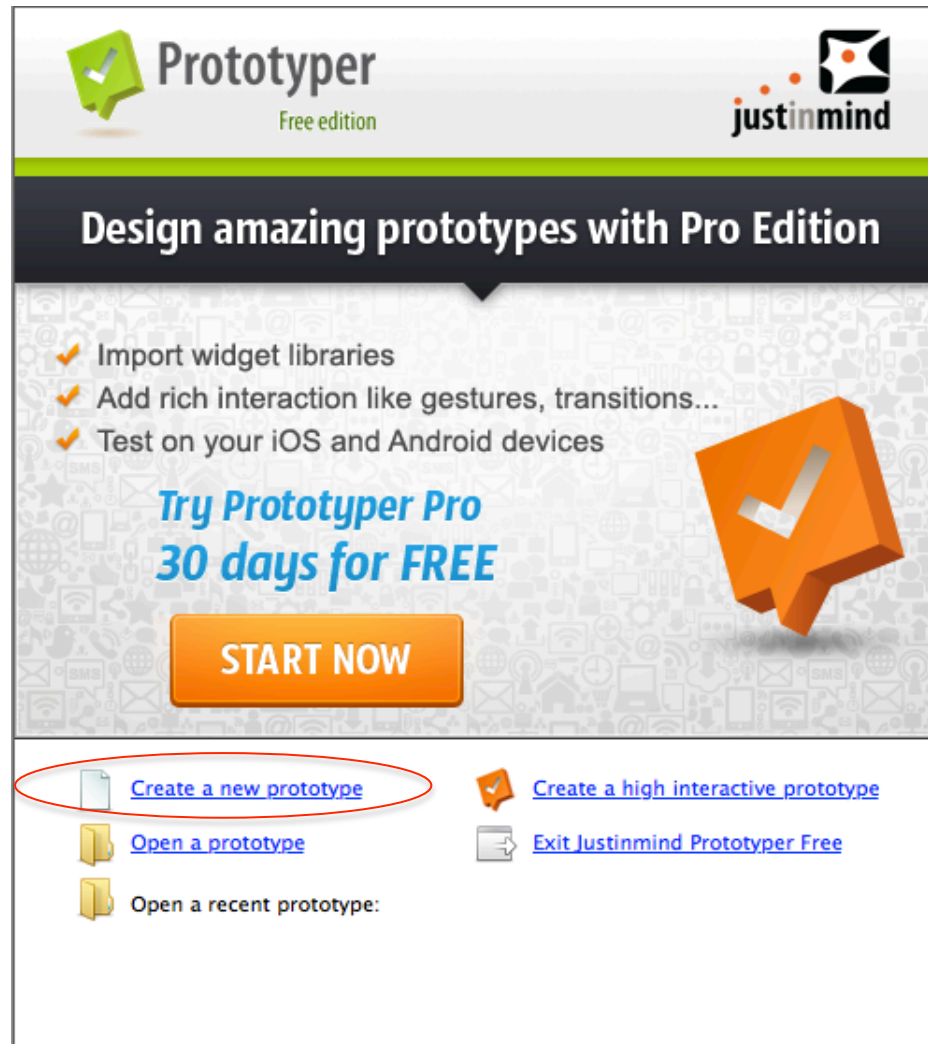 Prototyper
Free edition
justinmind
Design amazing prototypes with Pro Edition
Import widget libraries
Add rich interaction like gestures, transitions...
Test on your iOS and Android devices
Try Prototyper Pro
30 days for FREE
START NOW
Create a new prototype
Create a high interactive prototype
Open a prototype
Exit Justinmind Prototyper Free
Open a recent prototype: